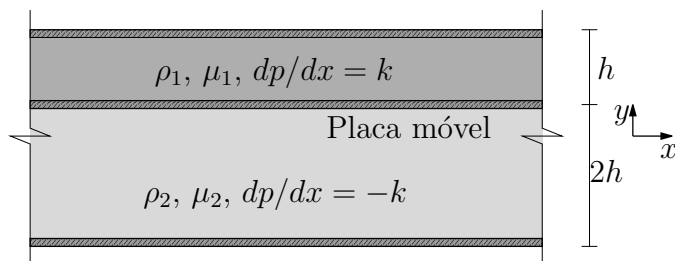 ρ₁, μ₁, dp/dx = k
h
Placa móvel
y
x
2h
ρ₂, μ₂, dp/dx = −k